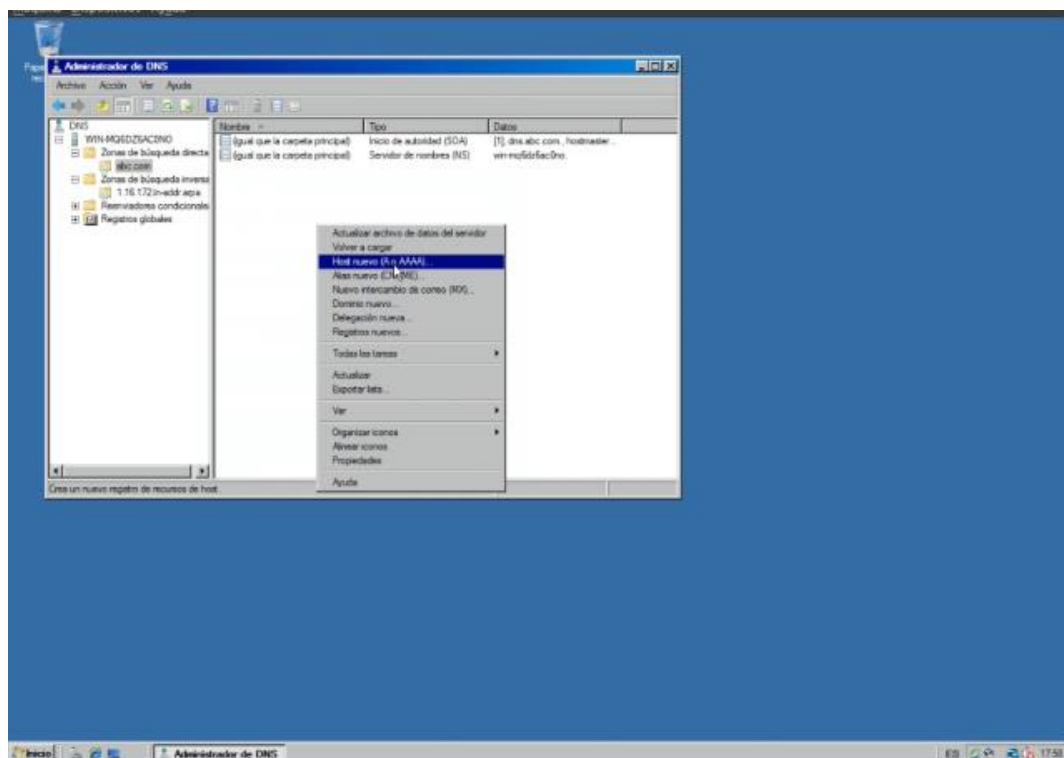 Administrador de DNS
Archivo Acción Ver Ayuda
DNS
WIN-MQ6DZ6AC0NO
Zonas de búsqueda directa
abc.com
Zonas de búsqueda inversa
1.16.172.in-addr.arpa
Reenviadores condicionales
Registros globales
Nombre Tipo Datos
(igual que la carpeta principal) Inicio de autoridad (SOA) [1], dns.abc.com., hostmaster...
(igual que la carpeta principal) Servidor de nombres (NS) win-mq6dz6ac0no.
Actualizar archivo de datos del servidor
Volver a cargar
Host nuevo (A o AAAA)...
Alias nuevo (CNAME)...
Nuevo intercambio de correo (MX)...
Dominio nuevo...
Delegación nueva...
Registros nuevos...
Todas las tareas
Actualizar
Exportar lista...
Ver
Organizar iconos
Alinear iconos
Propiedades
Ayuda
Crea un nuevo registro de recursos de host
Inicio
Administrador de DNS
ES
17:58